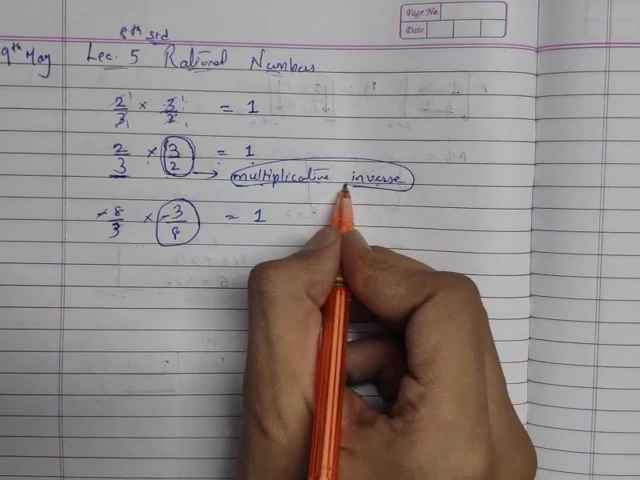 Page No.
Date
8th Std
9th May Lec. 5 Rational Numbers
2/3 × 3/2 = 1
2/3 × 3/2 = 1
→ multiplicative inverse
-8/3 × -3/8 = 1